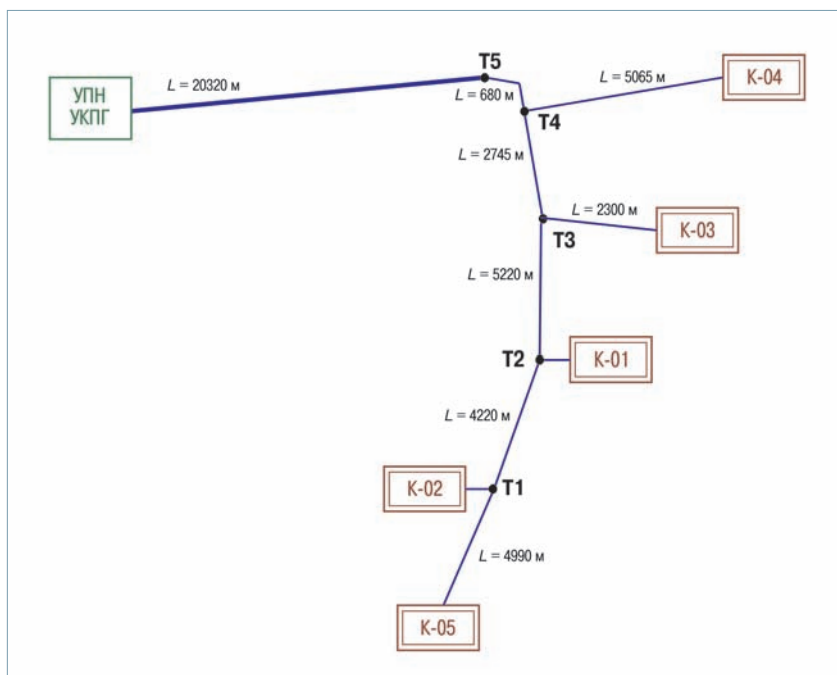 T5
L = 20320 м
L = 5065 м
УПН
УКПГ
К-04
L = 680 м
T4
L = 2745 м
L = 2300 м
К-03
T3
L = 5220 м
T2
К-01
L = 4220 м
К-02
T1
L = 4990 м
К-05